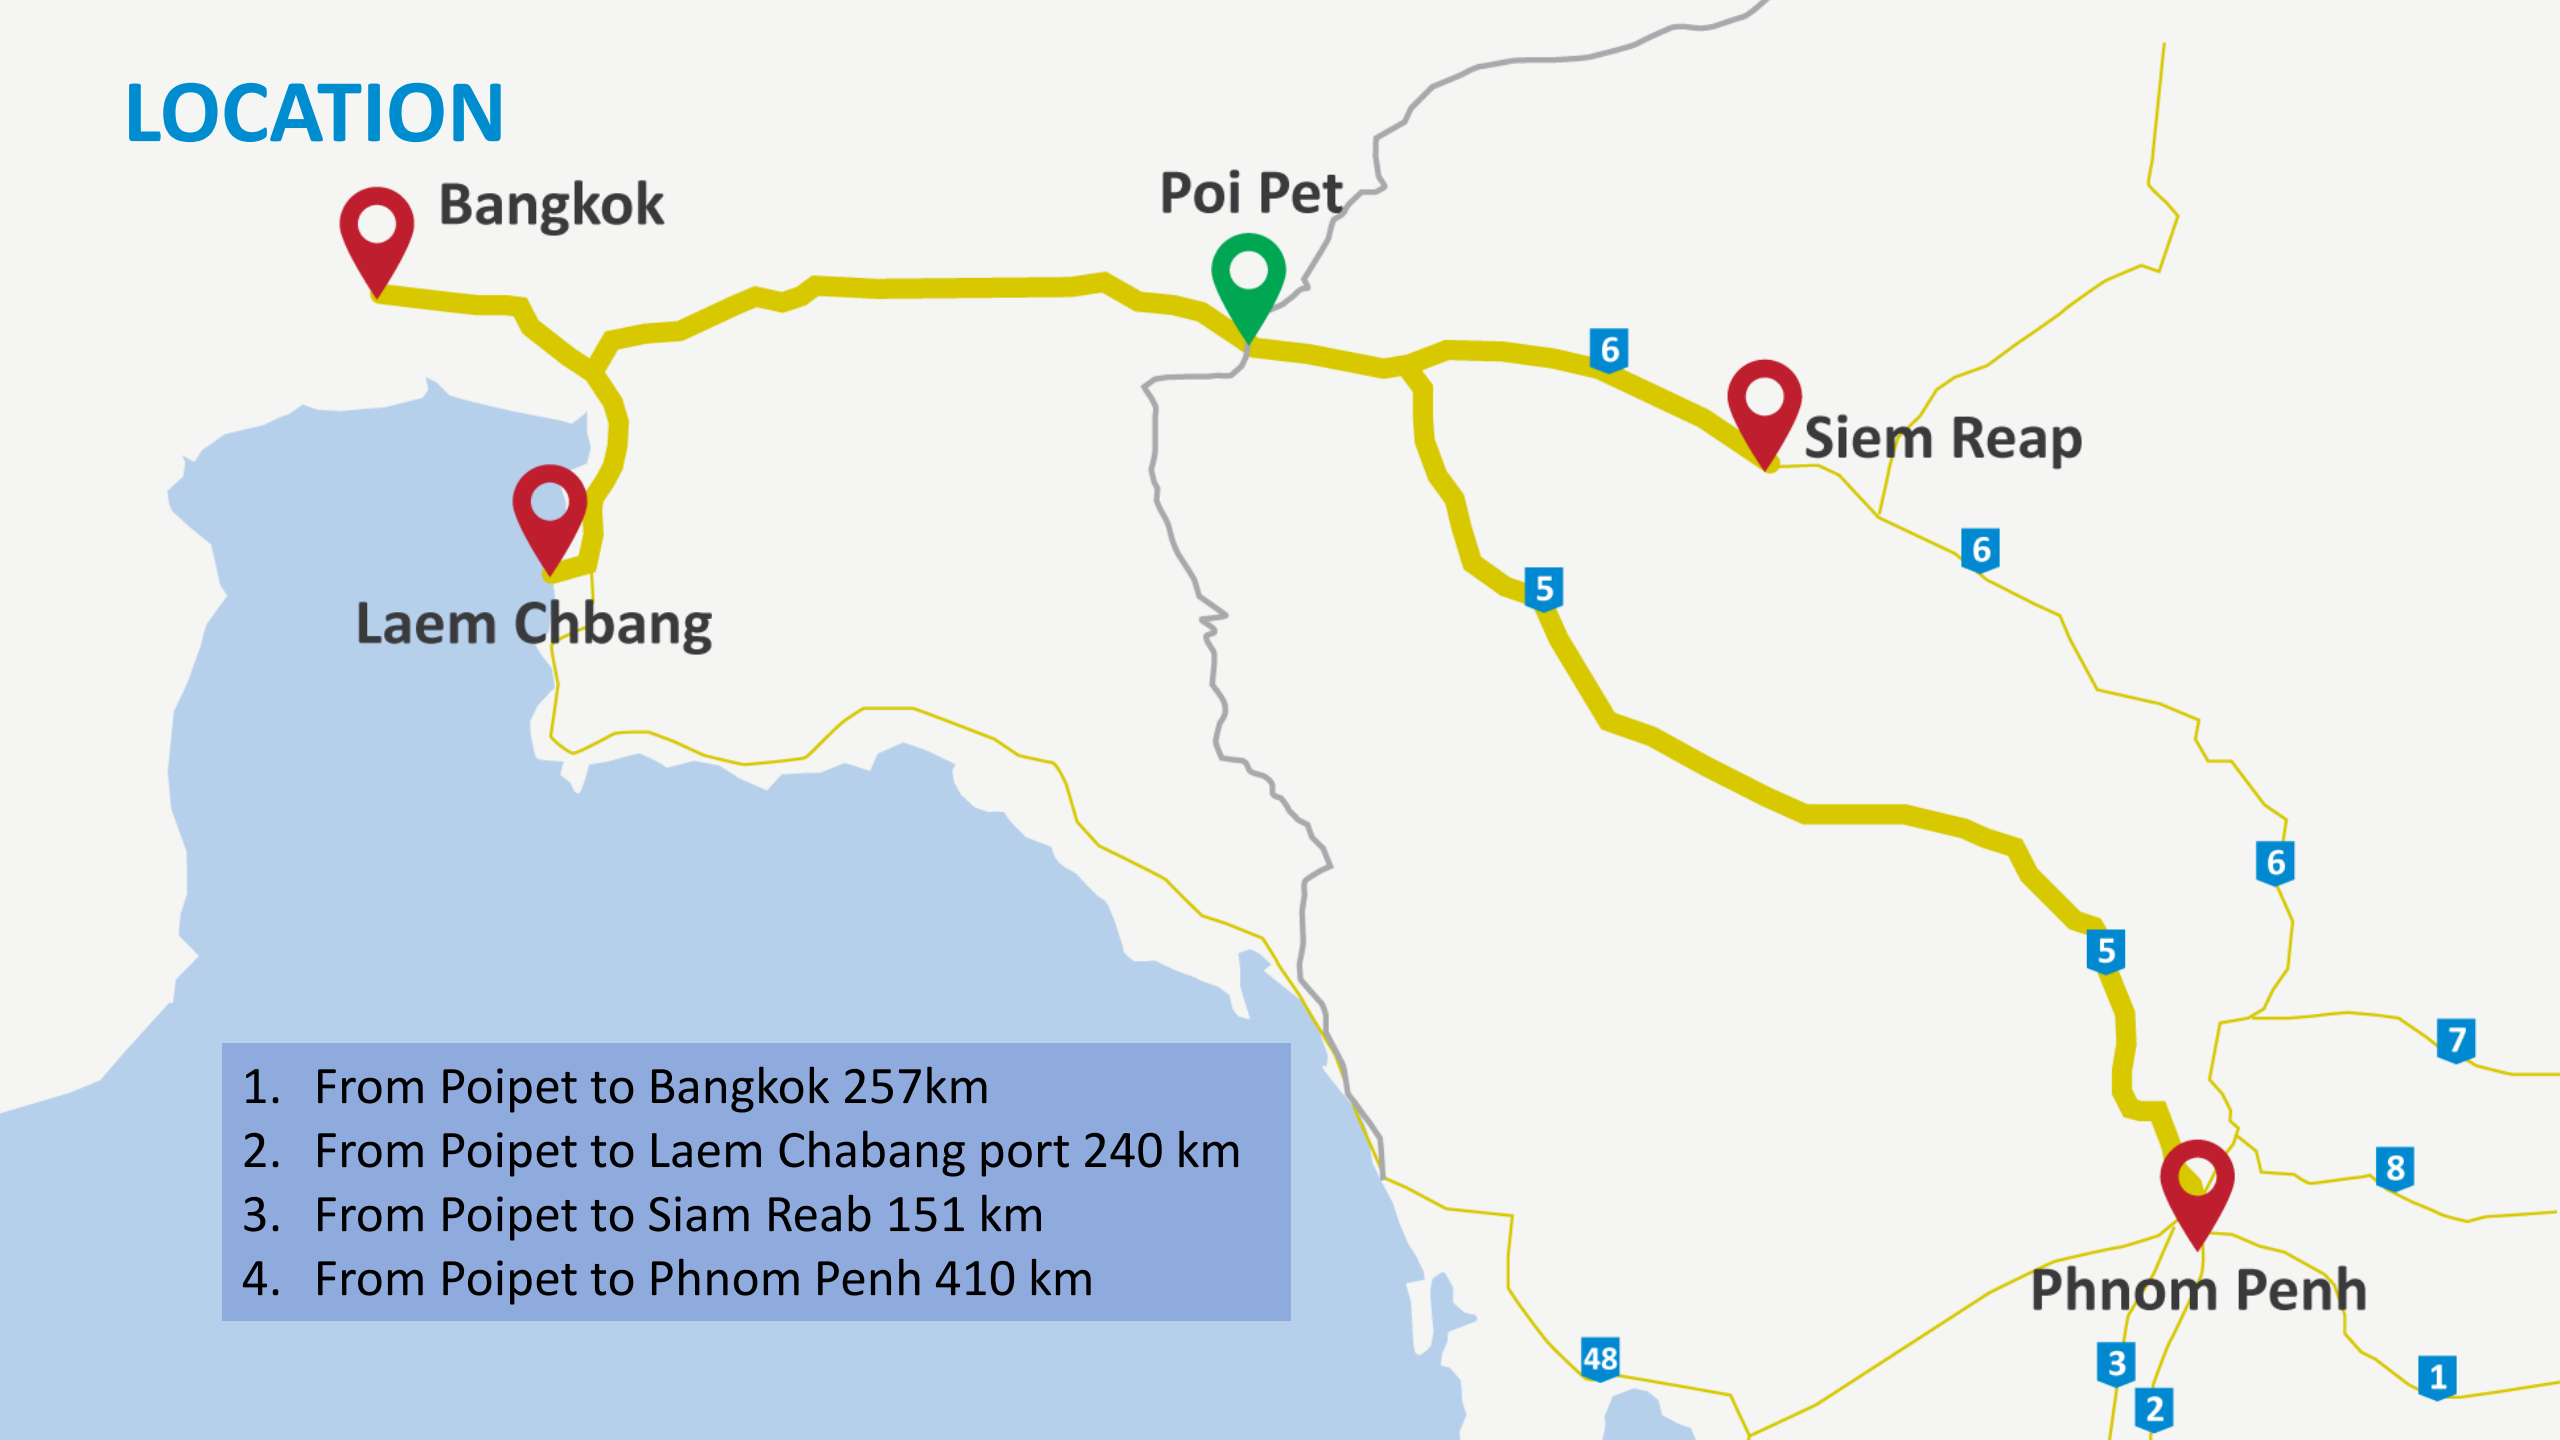 LOCATION
Bangkok
Poi Pet
6
Siem Reap
6
5
Laem Chbang
6
5
7
1. From Poipet to Bangkok 257km
2. From Poipet to Laem Chabang port 240 km
3. From Poipet to Siam Reab 151 km
4. From Poipet to Phnom Penh 410 km
8
Phnom Penh
48
3
1
2